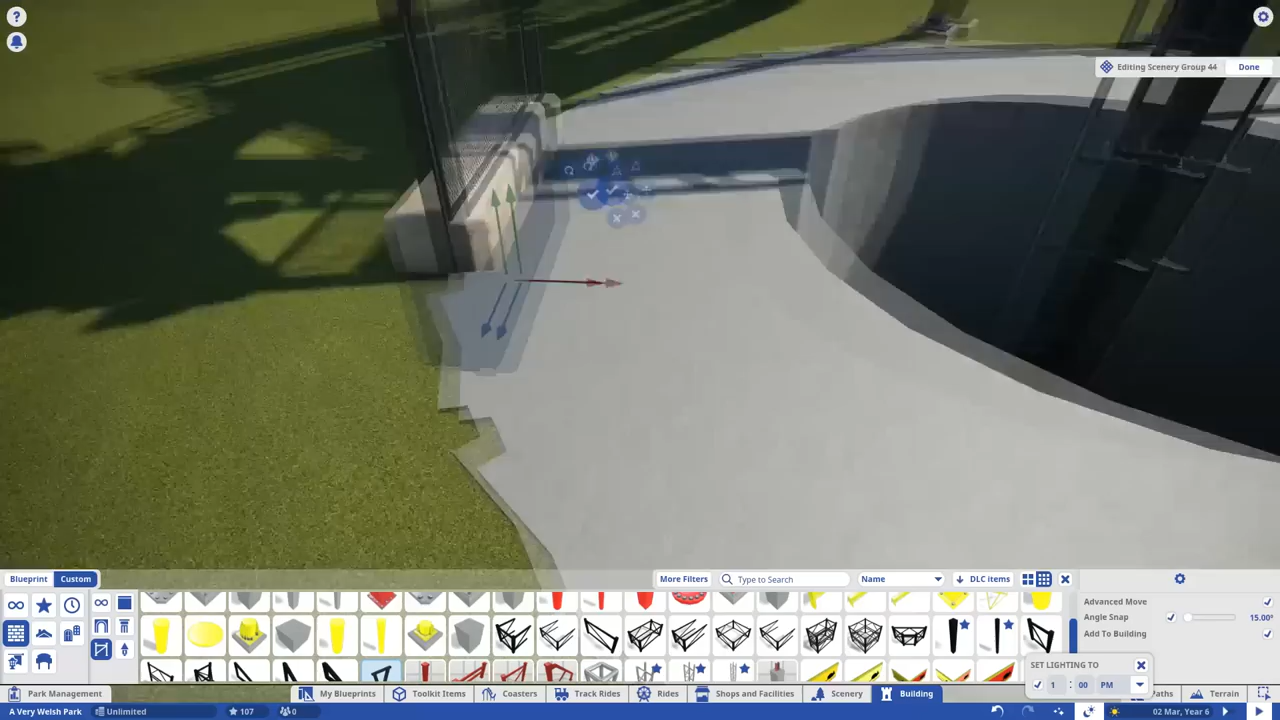 ?
Editing Scenery Group 44 Done
Blueprint Custom More Filters Type to Search Name DLC items
Advanced Move
Angle Snap 15.00°
Add To Building
SET LIGHTING TO
1 : 00 PM
Park Management My Blueprints Toolkit Items Coasters Track Rides Rides Shops and Facilities Scenery Building Paths Terrain
A Very Welsh Park Unlimited 107 0 02 Mar, Year 6